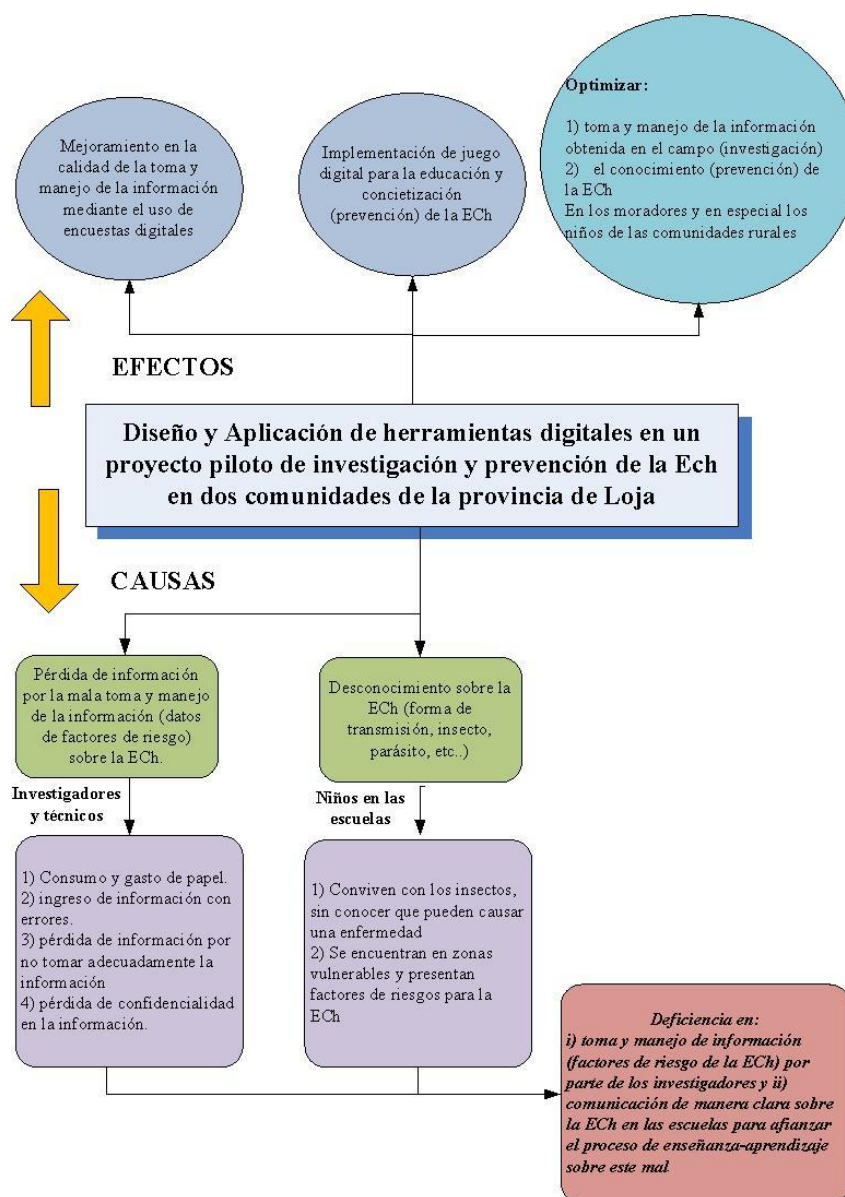 Mejoramiento en la
calidad de la toma y
manejo de la información
mediante el uso de
encuestas digitales
Implementación de juego
digital para la educación y
concietización
(prevención) de la ECh
Optimizar:
1) toma y manejo de la información
obtenida en el campo (investigación)
2) el conocimiento (prevención) de
la ECh
En los moradores y en especial los
niños de las comunidades rurales
EFECTOS
Diseño y Aplicación de herramientas digitales en un
proyecto piloto de investigación y prevención de la Ech
en dos comunidades de la provincia de Loja
CAUSAS
Pérdida de información
por la mala toma y manejo
de la información (datos
de factores de riesgo)
sobre la ECh.
Desconocimiento sobre la
ECh (forma de
transmisión, insecto,
parásito, etc..)
Investigadores
y técnicos
Niños en las
escuelas
1) Consumo y gasto de papel.
2) ingreso de información con
errores.
3) pérdida de información por
no tomar adecuadamente la
información
4) pérdida de confidencialidad
en la información.
1) Conviven con los insectos,
sin conocer que pueden causar
una enfermedad
2) Se encuentran en zonas
vulnerables y presentan
factores de riesgos para la
ECh
Deficiencia en:
i) toma y manejo de información
(factores de riesgo de la ECh) por
parte de los investigadores y ii)
comunicación de manera clara sobre
la ECh en las escuelas para afianzar
el proceso de enseñanza-aprendizaje
sobre este mal